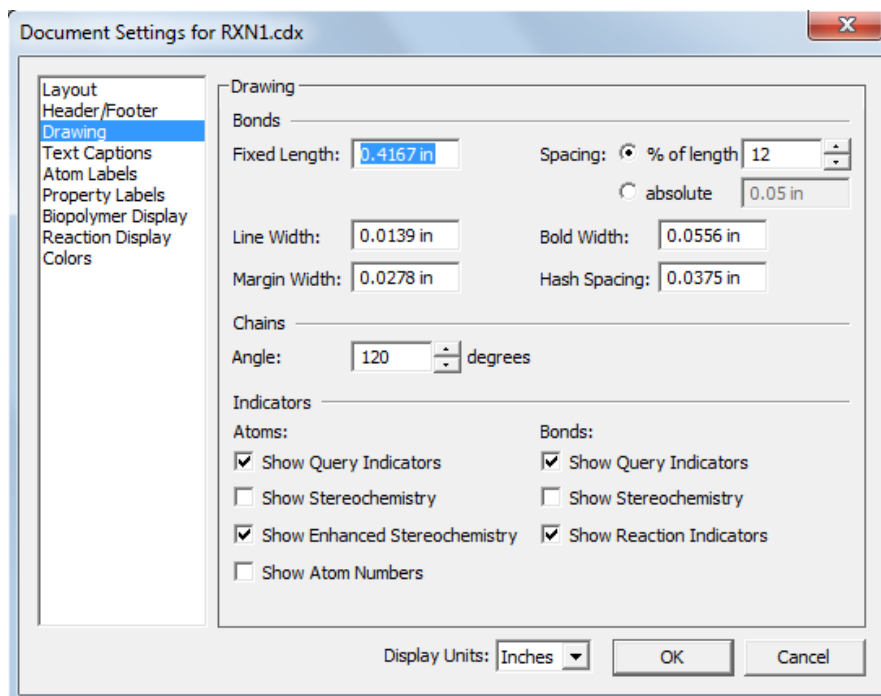 Document Settings for RXN1.cdx
Layout
Header/Footer
Drawing
Text Captions
Atom Labels
Property Labels
Biopolymer Display
Reaction Display
Colors
Drawing
Bonds
Fixed Length: 0.4167 in Spacing: % of length 12
absolute 0.05 in
Line Width: 0.0139 in Bold Width: 0.0556 in
Margin Width: 0.0278 in Hash Spacing: 0.0375 in
Chains
Angle: 120 degrees
Indicators
Atoms: Bonds:
Show Query Indicators Show Query Indicators
Show Stereochemistry Show Stereochemistry
Show Enhanced Stereochemistry Show Reaction Indicators
Show Atom Numbers
Display Units: Inches OK Cancel